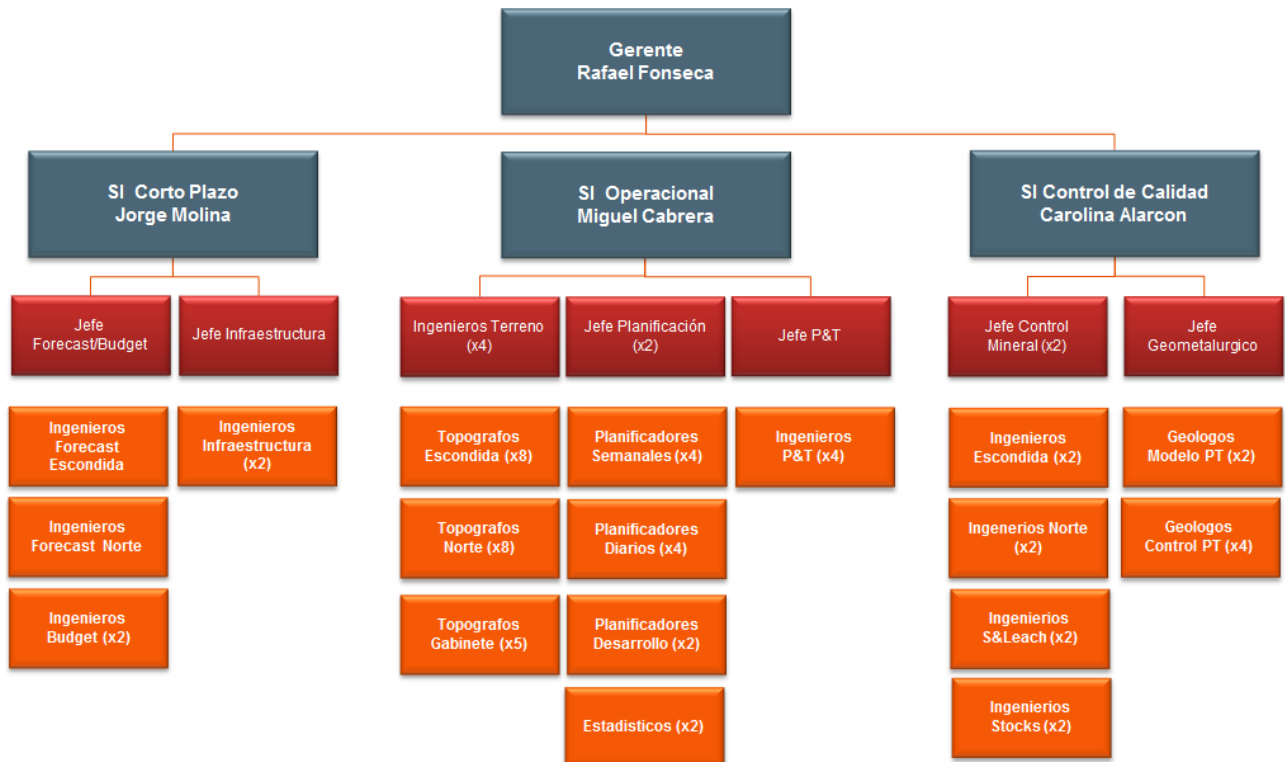 Gerente
Rafael Fonseca
SI Corto Plazo
Jorge Molina
SI Operacional
Miguel Cabrera
SI Control de Calidad
Carolina Alarcon
Jefe
Forecast/Budget
Jefe Infraestructura
Ingenieros Terreno
(x4)
Jefe Planificación
(x2)
Jefe P&T
Jefe Control
Mineral (x2)
Jefe
Geometalurgico
Ingenieros
Forecast
Escondida
Ingenieros
Infraestructura
(x2)
Topografos
Escondida (x8)
Planificadores
Semanales (x4)
Ingenieros
P&T (x4)
Ingenieros
Escondida (x2)
Geologos
Modelo PT (x2)
Ingenieros
Forecast Norte
Topografos
Norte (x8)
Planificadores
Diarios (x4)
Ingenerios Norte
(x2)
Geologos
Control PT (x4)
Ingenieros
Budget (x2)
Topografos
Gabinete (x5)
Planificadores
Desarrollo (x2)
Ingenierios
S&Leach (x2)
Estadisticos (x2)
Ingenierios
Stocks (x2)